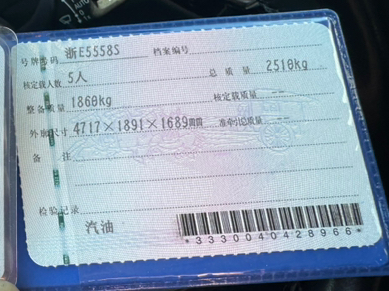 号牌号码 浙E5558S 档案编号
核定载人数 5人 总质量 2510kg
整备质量 1860kg 核定载质量 --
外廓尺寸 4717×1891×1689mm 准牵引总质量 --
备注
检验记录
汽油
*3330040428966*